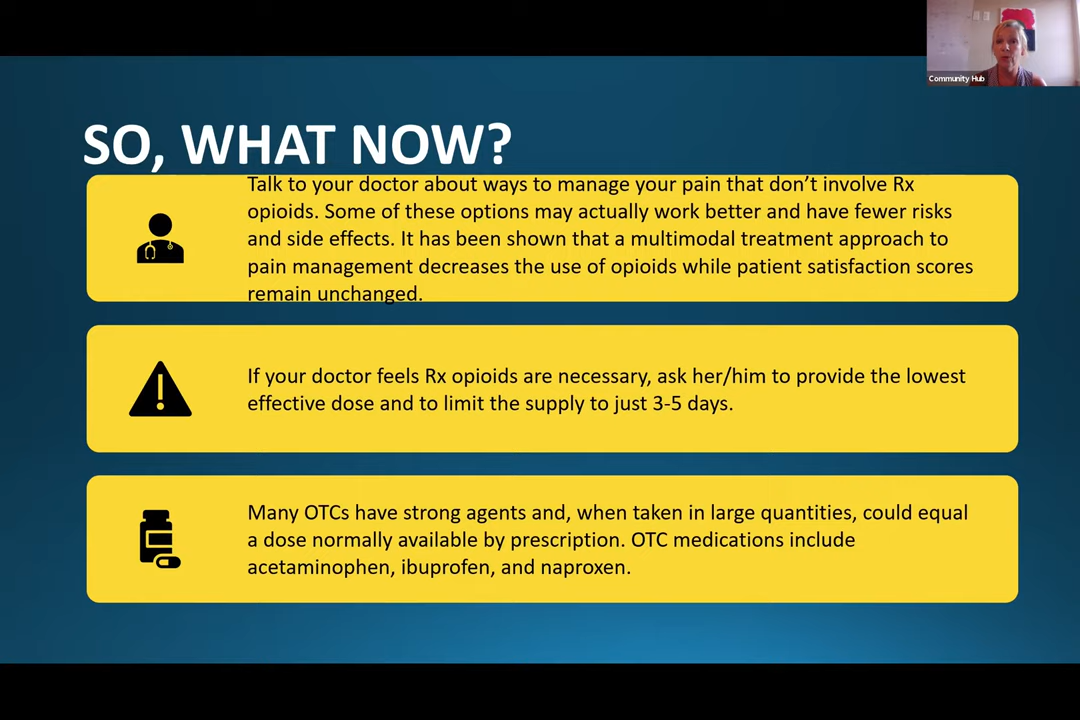 Community Hub
SO, WHAT NOW?
Talk to your doctor about ways to manage your pain that don’t involve Rx
opioids. Some of these options may actually work better and have fewer risks
and side effects. It has been shown that a multimodal treatment approach to
pain management decreases the use of opioids while patient satisfaction scores
remain unchanged.
If your doctor feels Rx opioids are necessary, ask her/him to provide the lowest
effective dose and to limit the supply to just 3-5 days.
Many OTCs have strong agents and, when taken in large quantities, could equal
a dose normally available by prescription. OTC medications include
acetaminophen, ibuprofen, and naproxen.